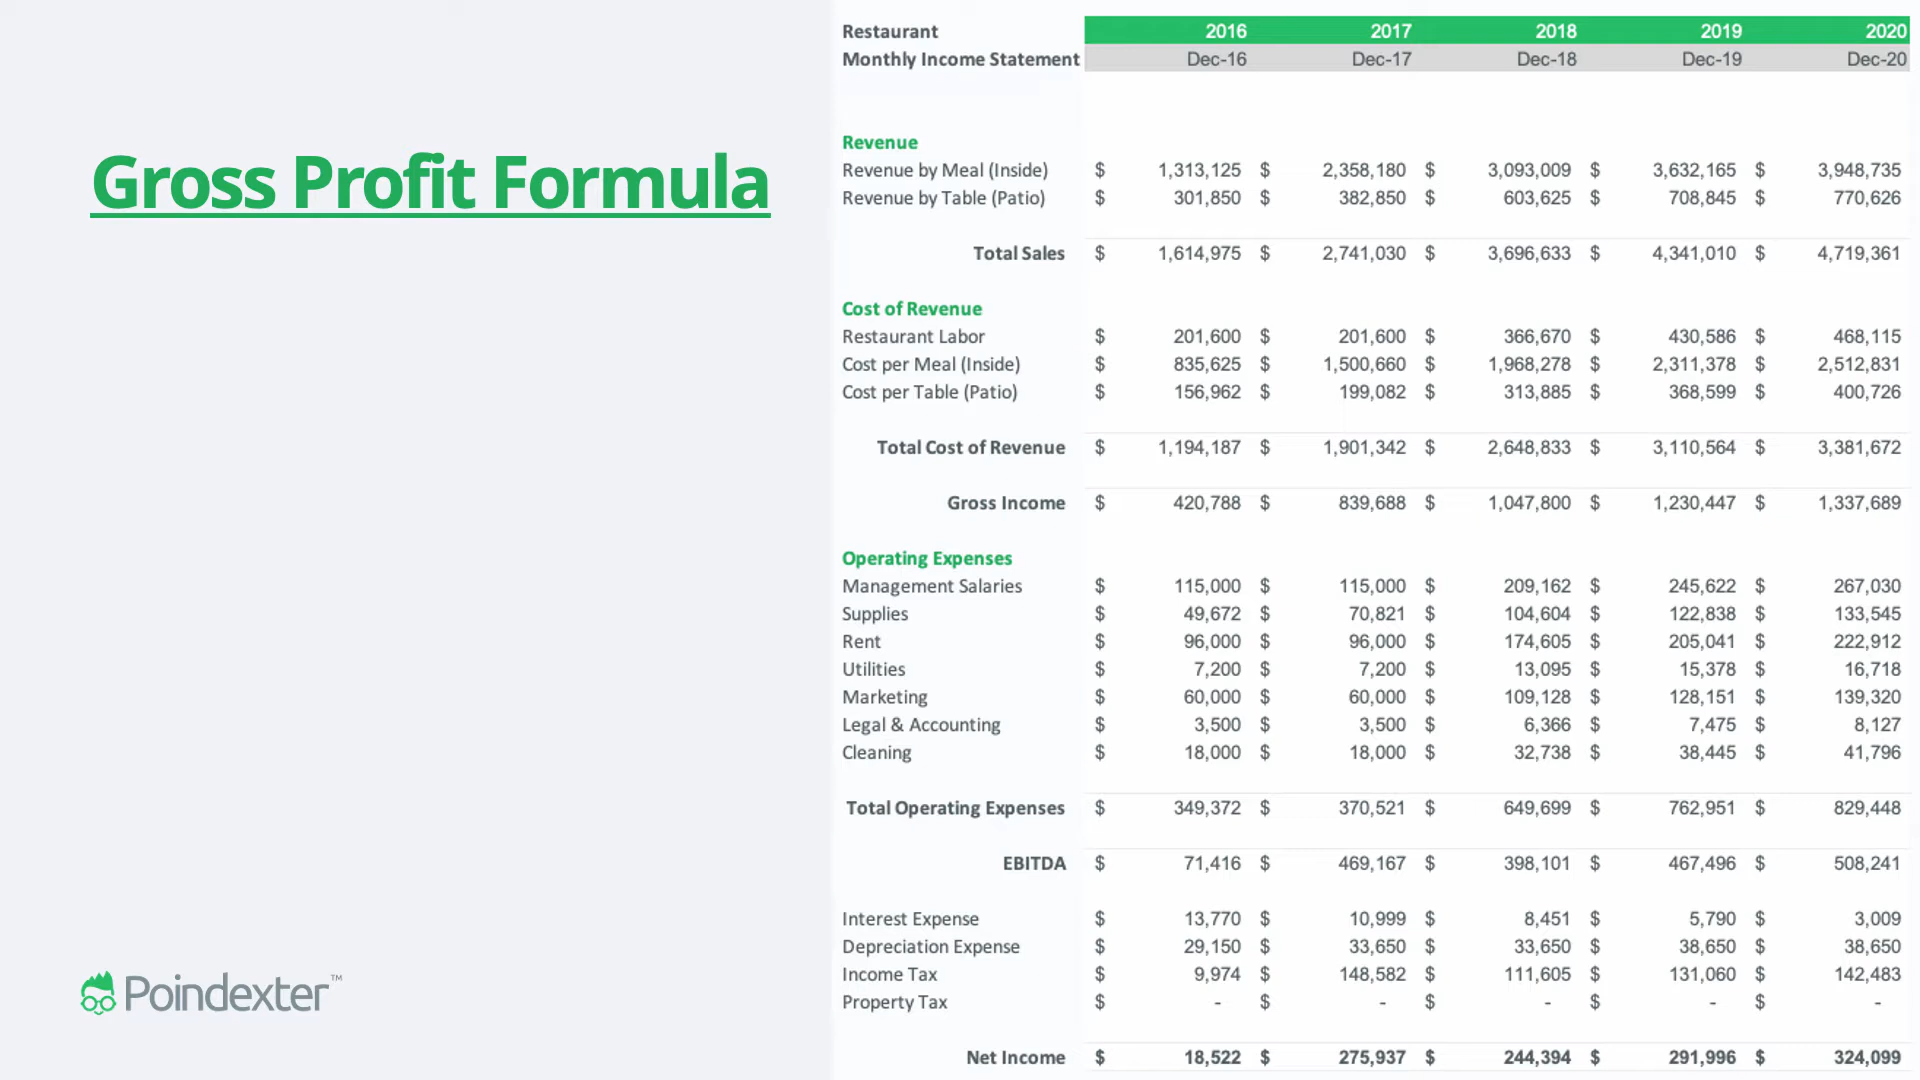 Gross Profit Formula
Poindexter™
Restaurant 2016 2017 2018 2019 2020
Monthly Income Statement Dec-16 Dec-17 Dec-18 Dec-19 Dec-20
Revenue
Revenue by Meal (Inside) $ 1,313,125 $ 2,358,180 $ 3,093,009 $ 3,632,165 $ 3,948,735
Revenue by Table (Patio) $ 301,850 $ 382,850 $ 603,625 $ 708,845 $ 770,626
Total Sales $ 1,614,975 $ 2,741,030 $ 3,696,633 $ 4,341,010 $ 4,719,361
Cost of Revenue
Restaurant Labor $ 201,600 $ 201,600 $ 366,670 $ 430,586 $ 468,115
Cost per Meal (Inside) $ 835,625 $ 1,500,660 $ 1,968,278 $ 2,311,378 $ 2,512,831
Cost per Table (Patio) $ 156,962 $ 199,082 $ 313,885 $ 368,599 $ 400,726
Total Cost of Revenue $ 1,194,187 $ 1,901,342 $ 2,648,833 $ 3,110,564 $ 3,381,672
Gross Income $ 420,788 $ 839,688 $ 1,047,800 $ 1,230,447 $ 1,337,689
Operating Expenses
Management Salaries $ 115,000 $ 115,000 $ 209,162 $ 245,622 $ 267,030
Supplies $ 49,672 $ 70,821 $ 104,604 $ 122,838 $ 133,545
Rent $ 96,000 $ 96,000 $ 174,605 $ 205,041 $ 222,912
Utilities $ 7,200 $ 7,200 $ 13,095 $ 15,378 $ 16,718
Marketing $ 60,000 $ 60,000 $ 109,128 $ 128,151 $ 139,320
Legal & Accounting $ 3,500 $ 3,500 $ 6,366 $ 7,475 $ 8,127
Cleaning $ 18,000 $ 18,000 $ 32,738 $ 38,445 $ 41,796
Total Operating Expenses $ 349,372 $ 370,521 $ 649,699 $ 762,951 $ 829,448
EBITDA $ 71,416 $ 469,167 $ 398,101 $ 467,496 $ 508,241
Interest Expense $ 13,770 $ 10,999 $ 8,451 $ 5,790 $ 3,009
Depreciation Expense $ 29,150 $ 33,650 $ 33,650 $ 38,650 $ 38,650
Income Tax $ 9,974 $ 148,582 $ 111,605 $ 131,060 $ 142,483
Property Tax $ - $ - $ - $ - $ -
Net Income $ 18,522 $ 275,937 $ 244,394 $ 291,996 $ 324,099